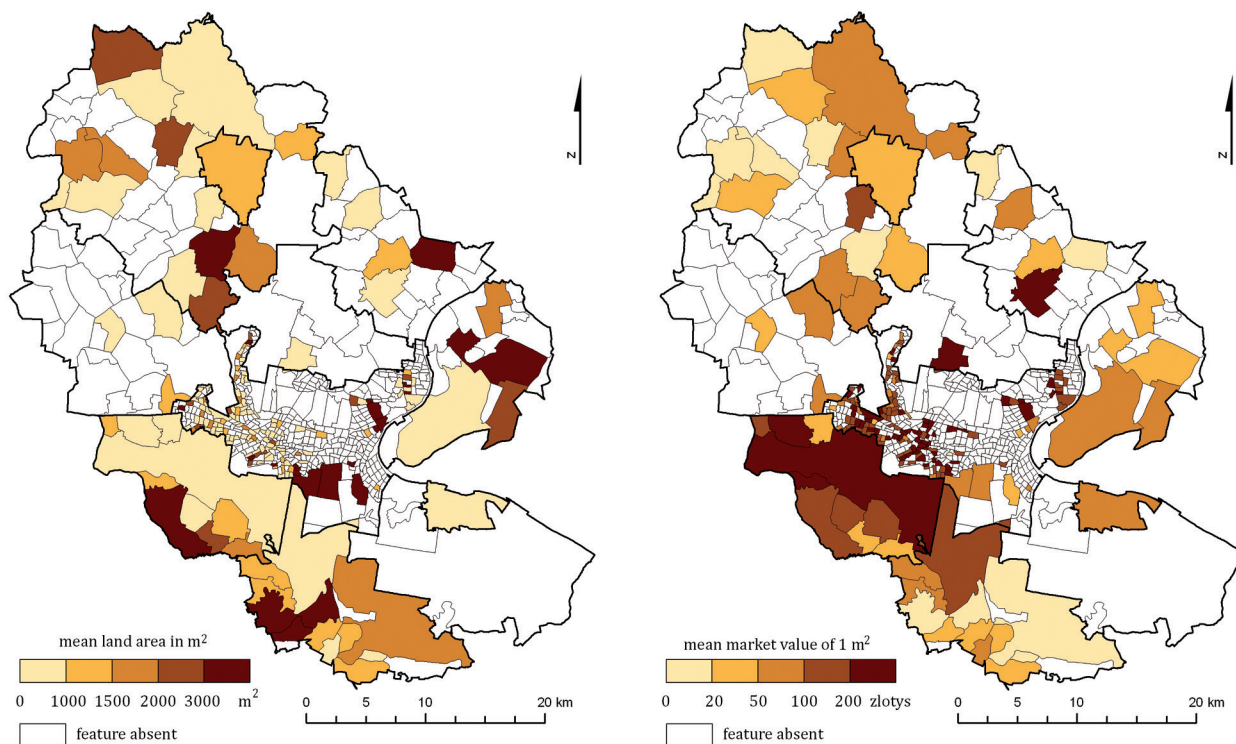 N
mean land area in m²
0 1000 1500 2000 3000 m²
feature absent
0 5 10 20 km
N
mean market value of 1 m²
0 20 50 100 200 zlotys
feature absent
0 5 10 20 km